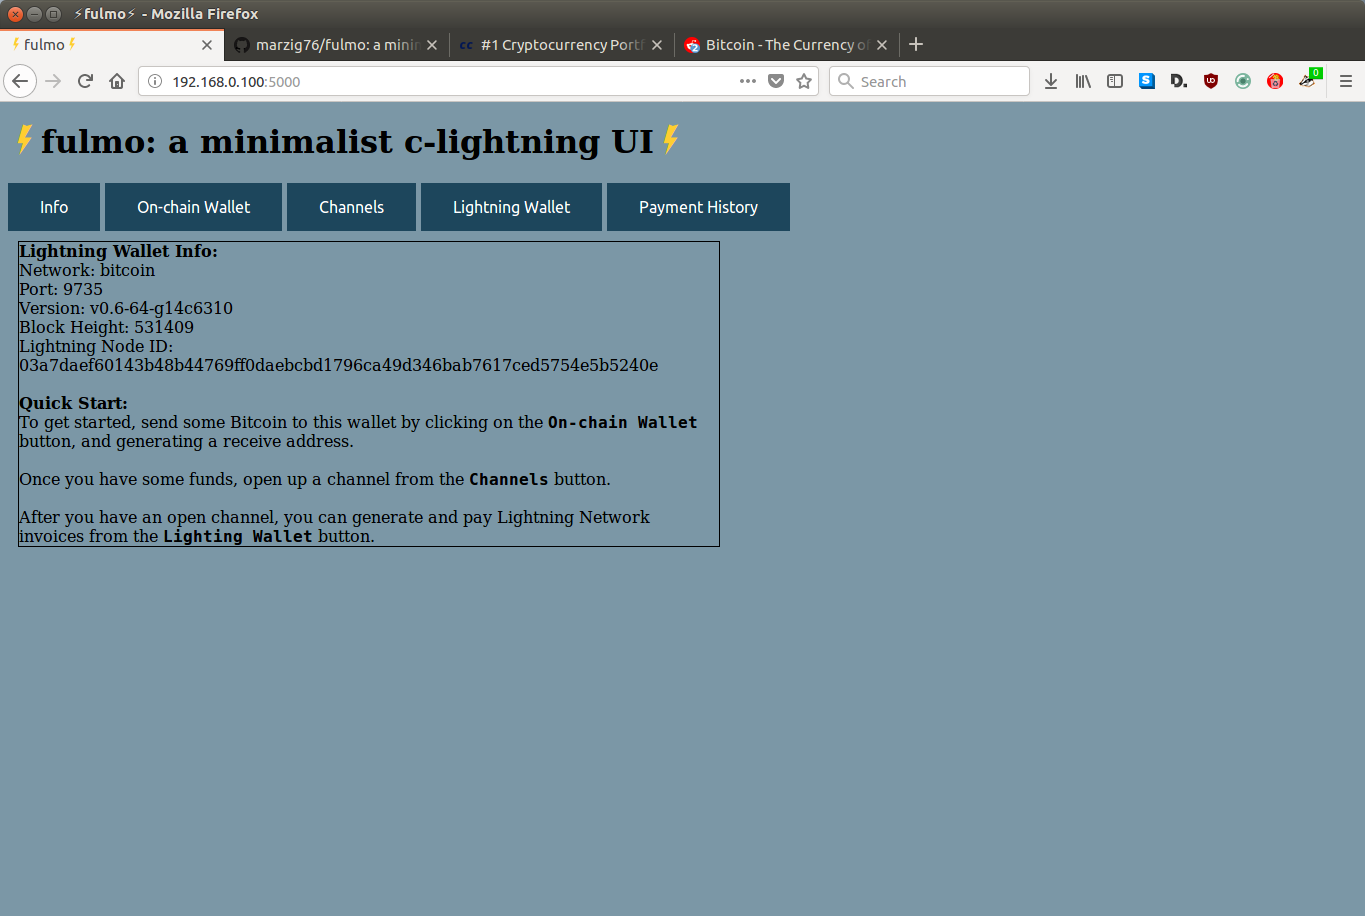 ⚡fulmo⚡ - Mozilla Firefox
⚡fulmo⚡
marzig76/fulmo: a mini
cc #1 Cryptocurrency Port
Bitcoin - The Currency of
192.168.0.100:5000
Search
S
D.
0
⚡fulmo: a minimalist c-lightning UI⚡
Info
On-chain Wallet
Channels
Lightning Wallet
Payment History
Lightning Wallet Info:
Network: bitcoin
Port: 9735
Version: v0.6-64-g14c6310
Block Height: 531409
Lightning Node ID:
03a7daef60143b48b44769ff0daebcbd1796ca49d346bab7617ced5754e5b5240e
Quick Start:
To get started, send some Bitcoin to this wallet by clicking on the On-chain Wallet
button, and generating a receive address.
Once you have some funds, open up a channel from the Channels button.
After you have an open channel, you can generate and pay Lightning Network
invoices from the Lighting Wallet button.